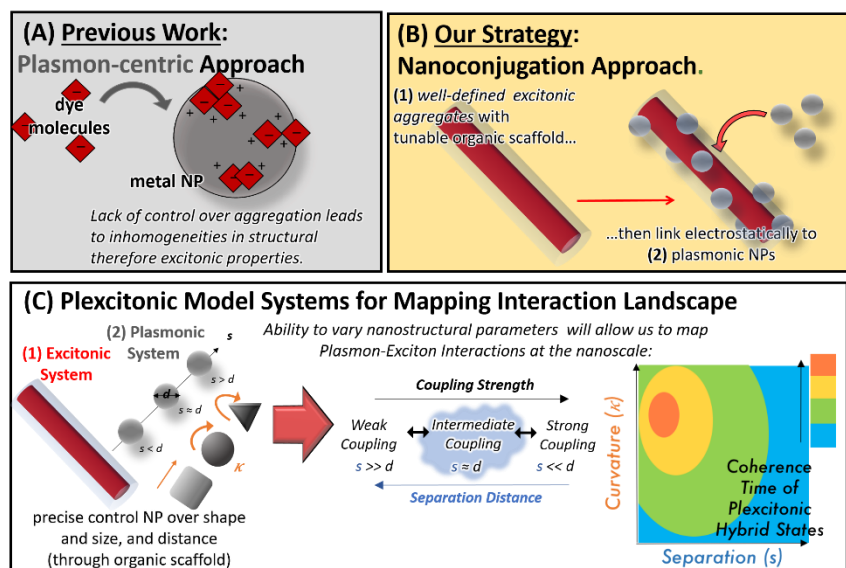 (A) Previous Work:
Plasmon-centric Approach
dye
molecules
− − − − − − −
+ + + + + + + +
metal NP
Lack of control over aggregation leads
to inhomogeneities in structural
therefore excitonic properties.
(B) Our Strategy:
Nanoconjugation Approach.
(1) well-defined excitonic
aggregates with
tunable organic scaffold...
...then link electrostatically to
(2) plasmonic NPs
(C) Plexcitonic Model Systems for Mapping Interaction Landscape
(2) Plasmonic
System
(1) Excitonic
System
s
s > d
d
s ≈ d
s < d
κ
precise control NP over shape
and size, and distance
(through organic scaffold)
Ability to vary nanostructural parameters will allow us to map
Plasmon-Exciton Interactions at the nanoscale:
Coupling Strength
Weak
Coupling
s >> d
Intermediate
Coupling
s ≈ d
Strong
Coupling
s << d
Separation Distance
Curvature (κ)
Coherence
Time of
Plexcitonic
Hybrid States
Separation (s)